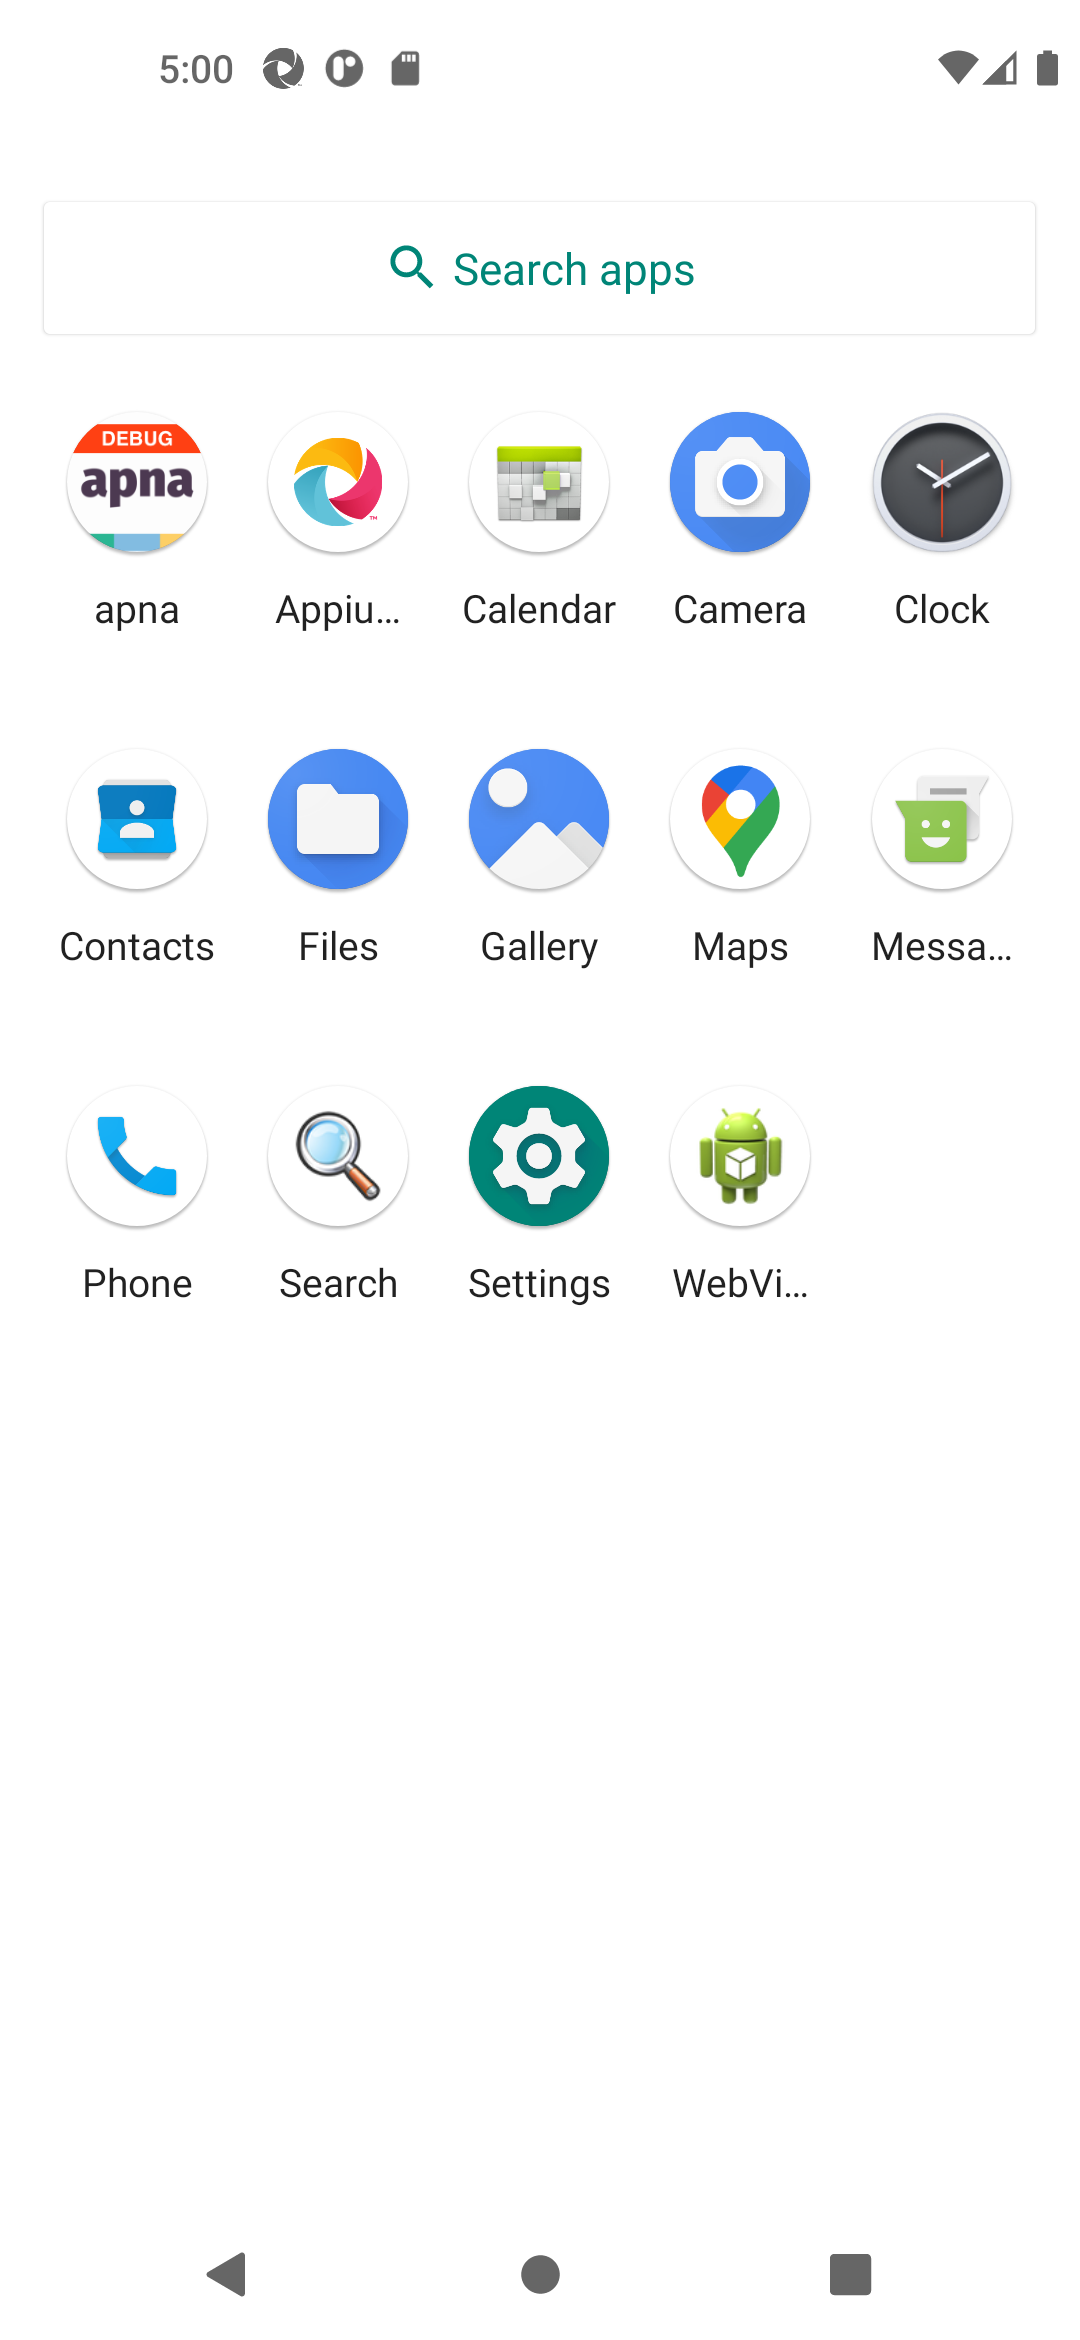 5:00
Search apps
DEBUG
apna
apna
Appiu…
Calendar
Camera
Clock
Contacts
Files
Gallery
Maps
Messa…
Phone
Search
Settings
WebVi…